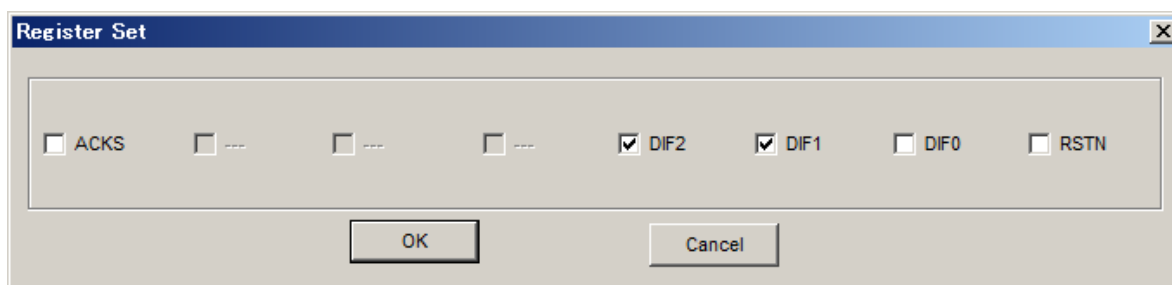 Register Set
ACKS --- --- --- DIF2 DIF1 DIF0 RSTN
OK Cancel